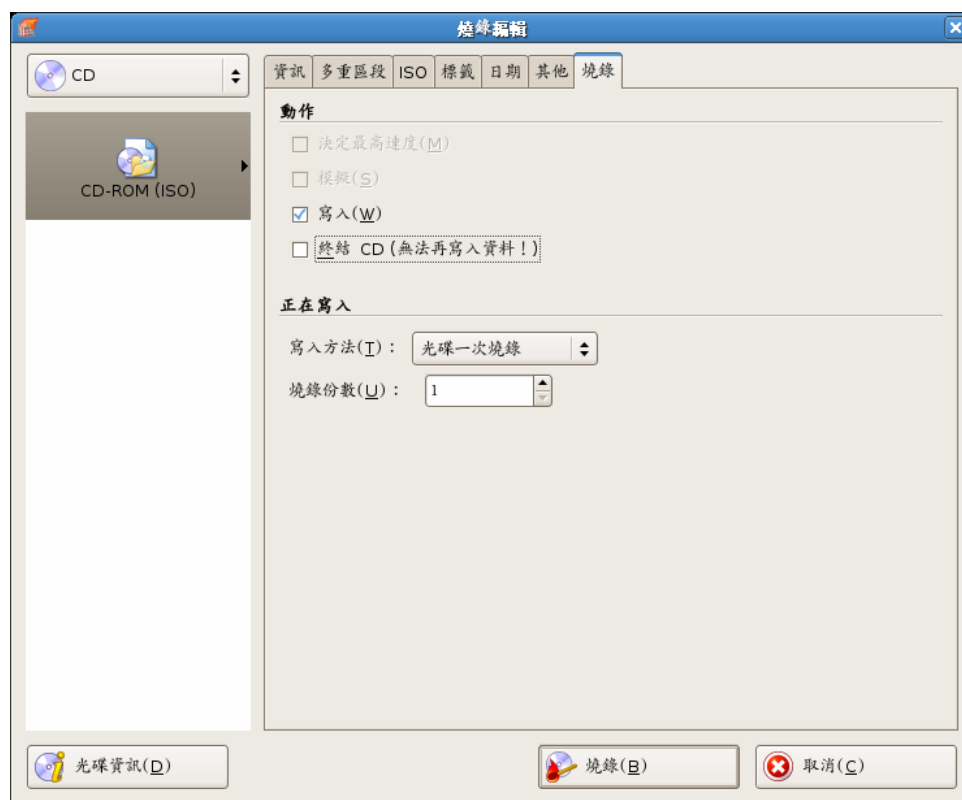 燒錄編輯
CD
資訊 多重區段 ISO 標籤 日期 其他 燒錄
動作
決定最高速度(M)
CD-ROM (ISO)
模擬(S)
寫入(W)
終結 CD (無法再寫入資料!)
正在寫入
寫入方法(T): 光碟一次燒錄
燒錄份數(U): 1
光碟資訊(D)
燒錄(B)
取消(C)